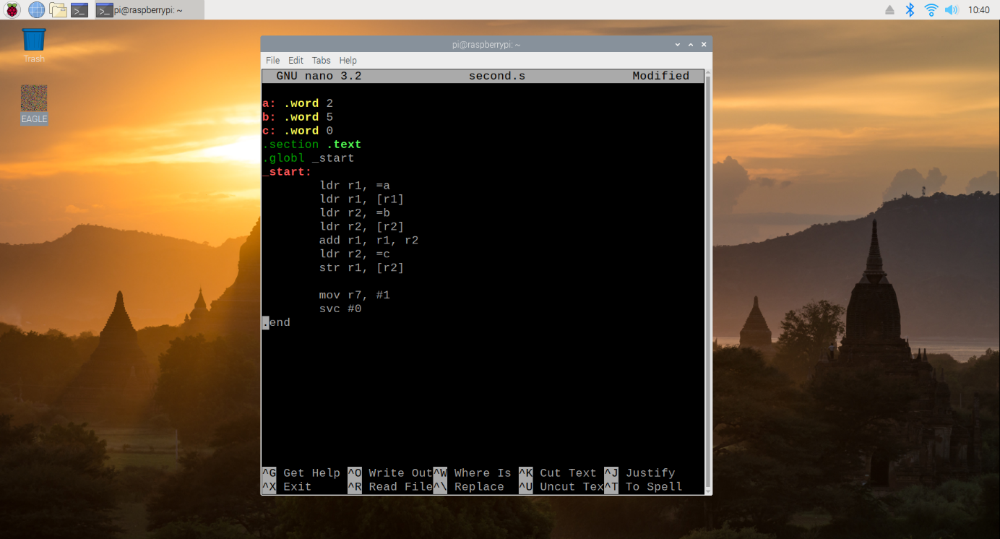 pi@raspberrypi: ~
10:40
Trash
EAGLE
pi@raspberrypi: ~
File Edit Tabs Help
GNU nano 3.2 second.s Modified
a: .word 2
b: .word 5
c: .word 0
.section .text
.globl _start
_start:
ldr r1, =a
ldr r1, [r1]
ldr r2, =b
ldr r2, [r2]
add r1, r1, r2
ldr r2, =c
str r1, [r2]
mov r7, #1
svc #0
.end
^G Get Help ^O Write Out^W Where Is ^K Cut Text ^J Justify
^X Exit ^R Read File^\ Replace ^U Uncut Tex^T To Spell